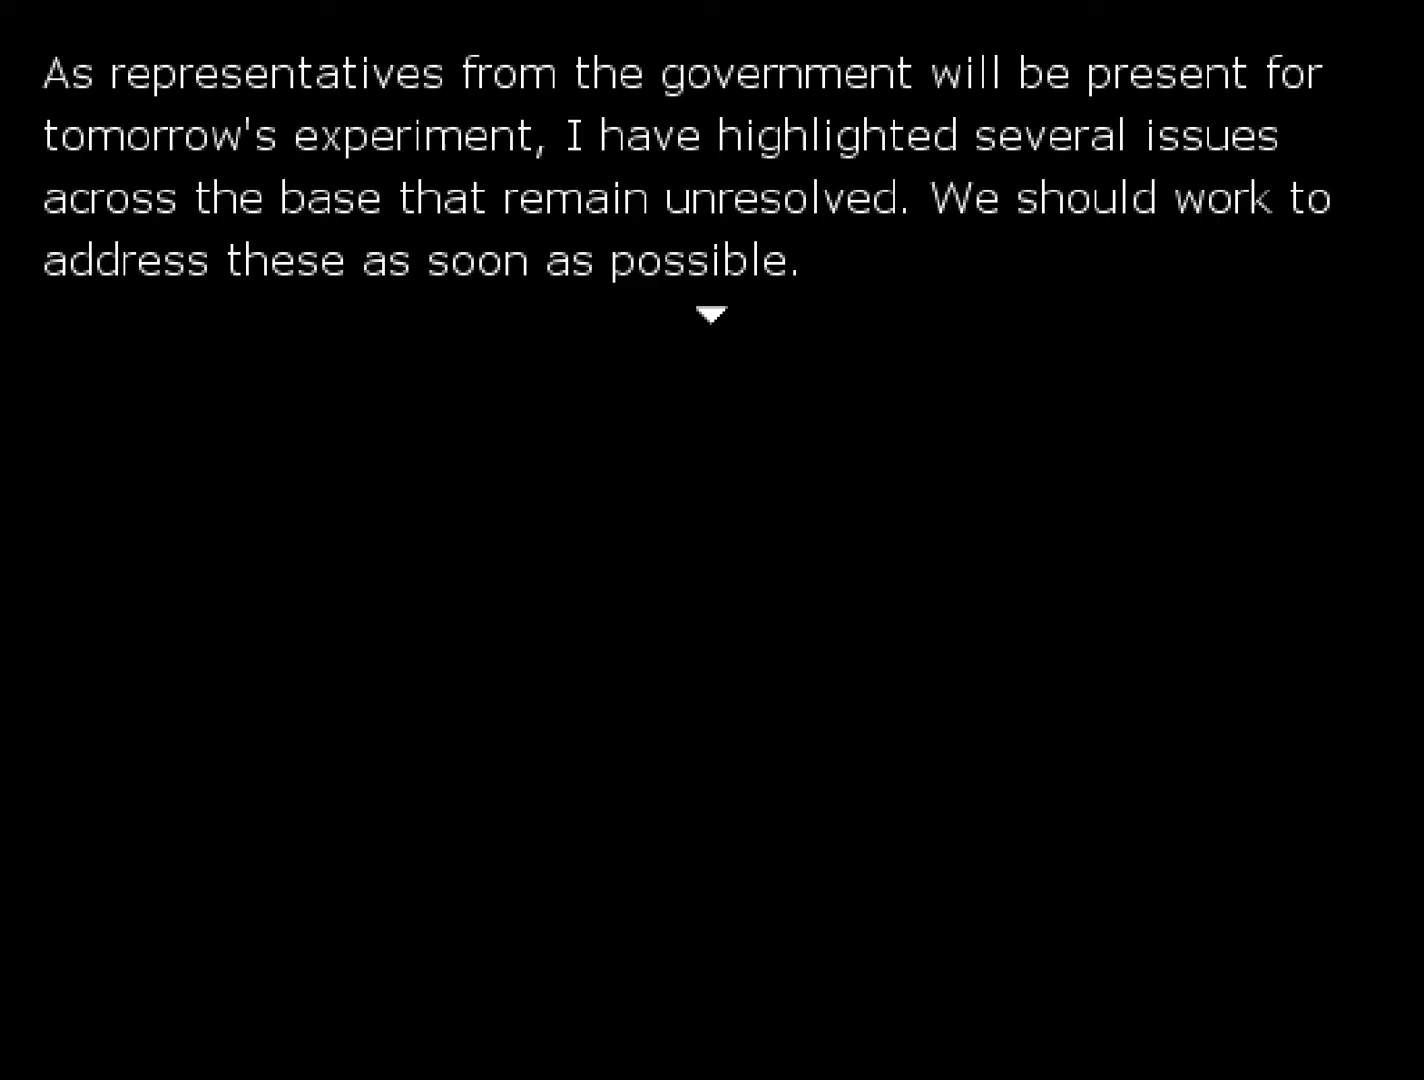 As representatives from the government will be present for
tomorrow's experiment, I have highlighted several issues
across the base that remain unresolved. We should work to
address these as soon as possible.